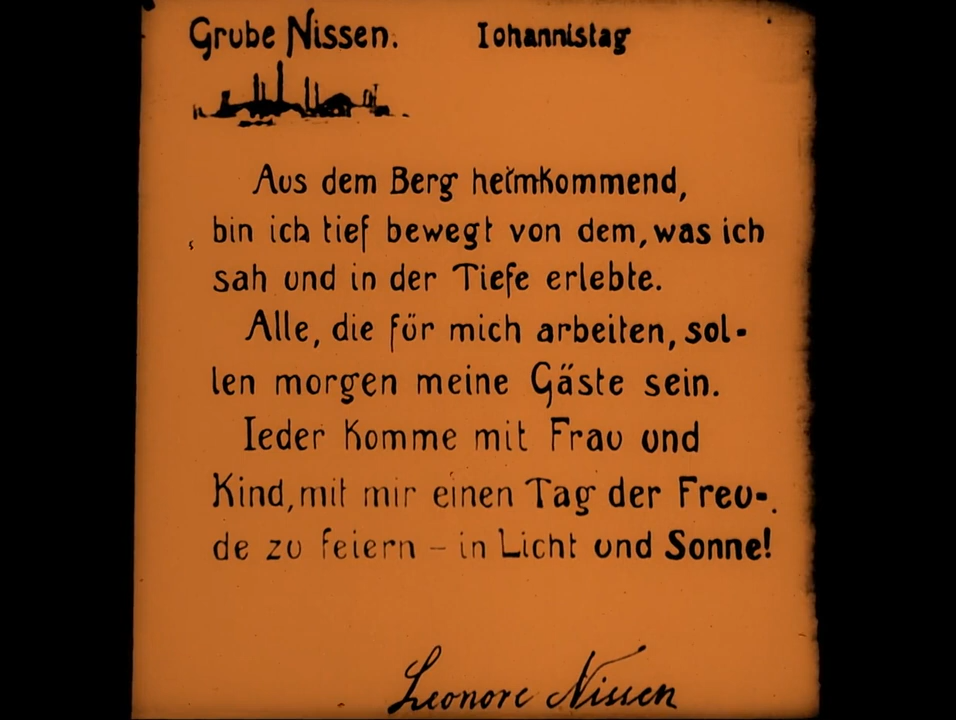 Grube Nissen. Iohannistag
Aus dem Berg heimkommend,
bin ich tief bewegt von dem, was ich
sah und in der Tiefe erlebte.
Alle, die für mich arbeiten, sol-
len morgen meine Gäste sein.
Ieder komme mit Frau und
Kind, mit mir einen Tag der Freu-
de zu feiern – in Licht und Sonne!
Leonore Nissen